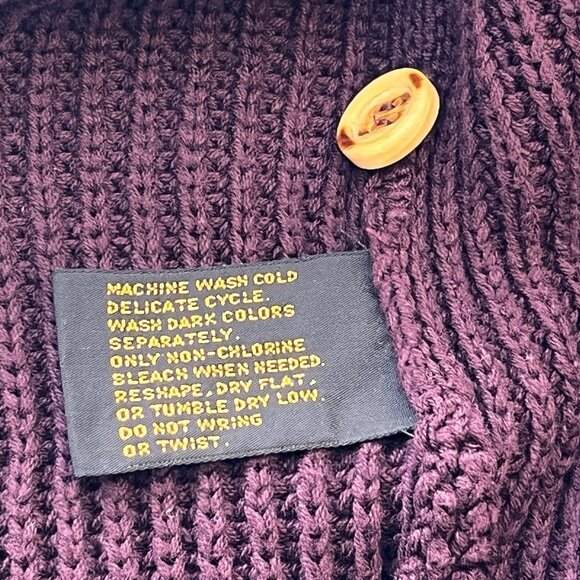 MACHINE WASH COLD
DELICATE CYCLE.
WASH DARK COLORS
SEPARATELY.
ONLY NON-CHLORINE
BLEACH WHEN NEEDED.
RESHAPE, DRY FLAT,
OR TUMBLE DRY LOW.
DO NOT WRING
OR TWIST.